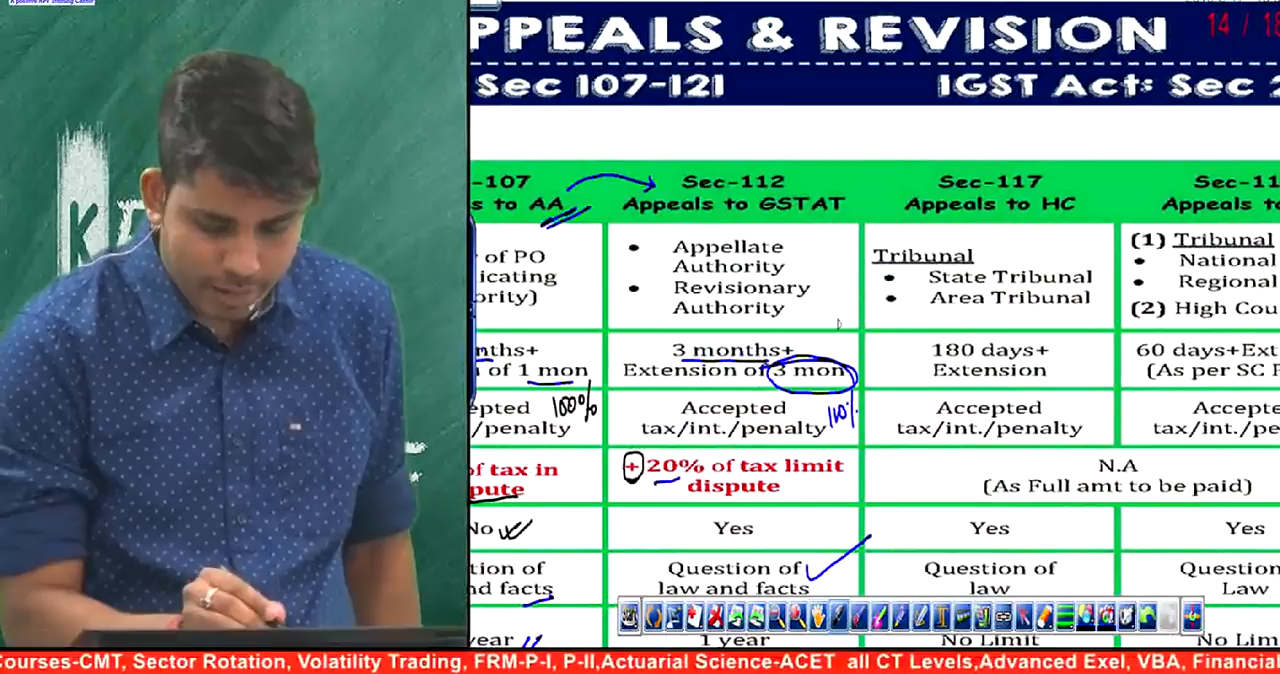 PPEALS & REVISION
14 / 18
Sec 107-121
IGST Act: Sec 2
-107
s to AA
Sec-112
Appeals to GSTAT
Sec-117
Appeals to HC
Sec-11
Appeals to
of PO
licating
ority)
• Appellate
Authority
• Revisionary
Authority
Tribunal
• State Tribunal
• Area Tribunal
(1) Tribunal
• National
• Regional
(2) High Cou
nths+
of 1 mon
3 months+
Extension of 3 mon
180 days+
Extension
60 days+Ext
(As per SC P
epted
/penalty
100%
Accepted
tax/int./penalty
Accepted
tax/int./penalty
Accepte
tax/int./pe
of tax in
pute
+ 20% of tax limit
dispute
N.A
(As Full amt to be paid)
No
Yes
Yes
Yes
tion of
nd facts
Question of
law and facts
Question of
law
Question
Law
year
1 year
No Limit
No Lim
Courses-CMT, Sector Rotation, Volatility Trading, FRM-P-I, P-II,Actuarial Science-ACET all CT Levels,Advanced Exel, VBA, Financial